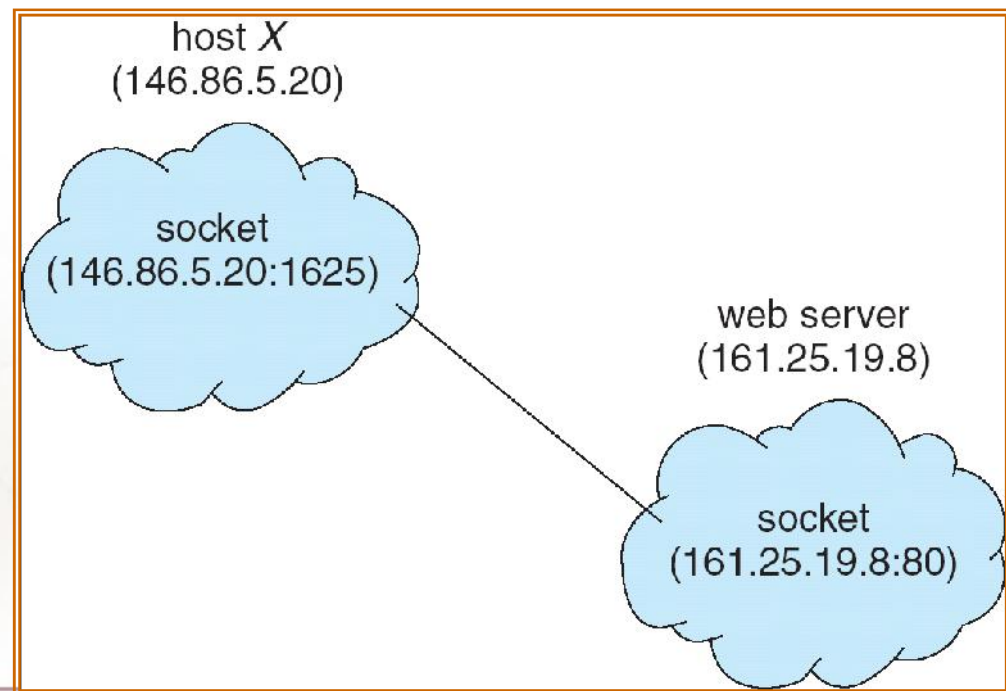 host X
(146.86.5.20)
socket
(146.86.5.20:1625)
web server
(161.25.19.8)
socket
(161.25.19.8:80)